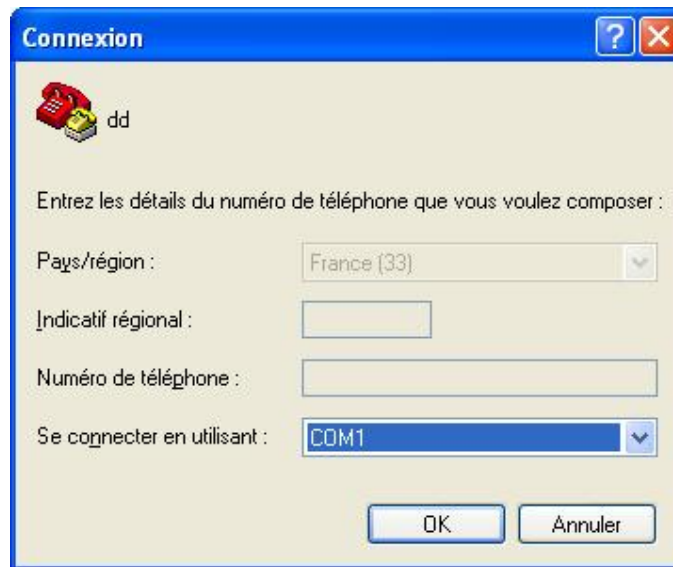 Connexion
dd
Entrez les détails du numéro de téléphone que vous voulez composer :
Pays/région : France (33)
Indicatif régional :
Numéro de téléphone :
Se connecter en utilisant : COM1
OK Annuler